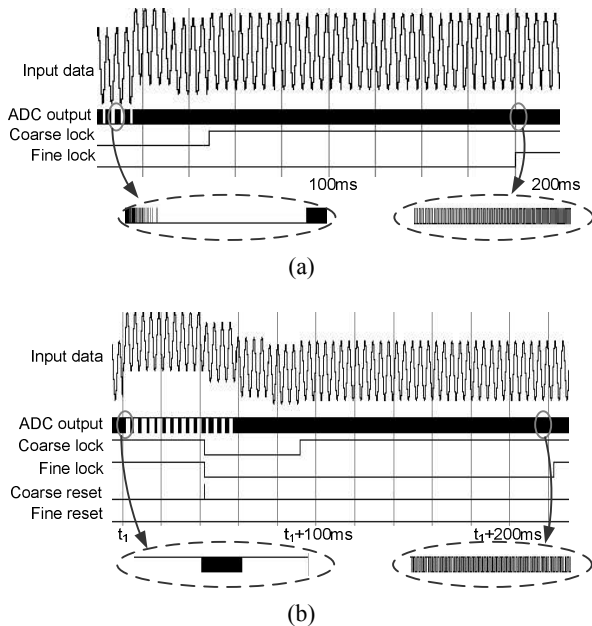 Input data
ADC output
Coarse lock
Fine lock
100ms
200ms
(a)
Input data
ADC output
Coarse lock
Fine lock
Coarse reset
Fine reset
t₁
t₁+100ms
t₁+200ms
(b)